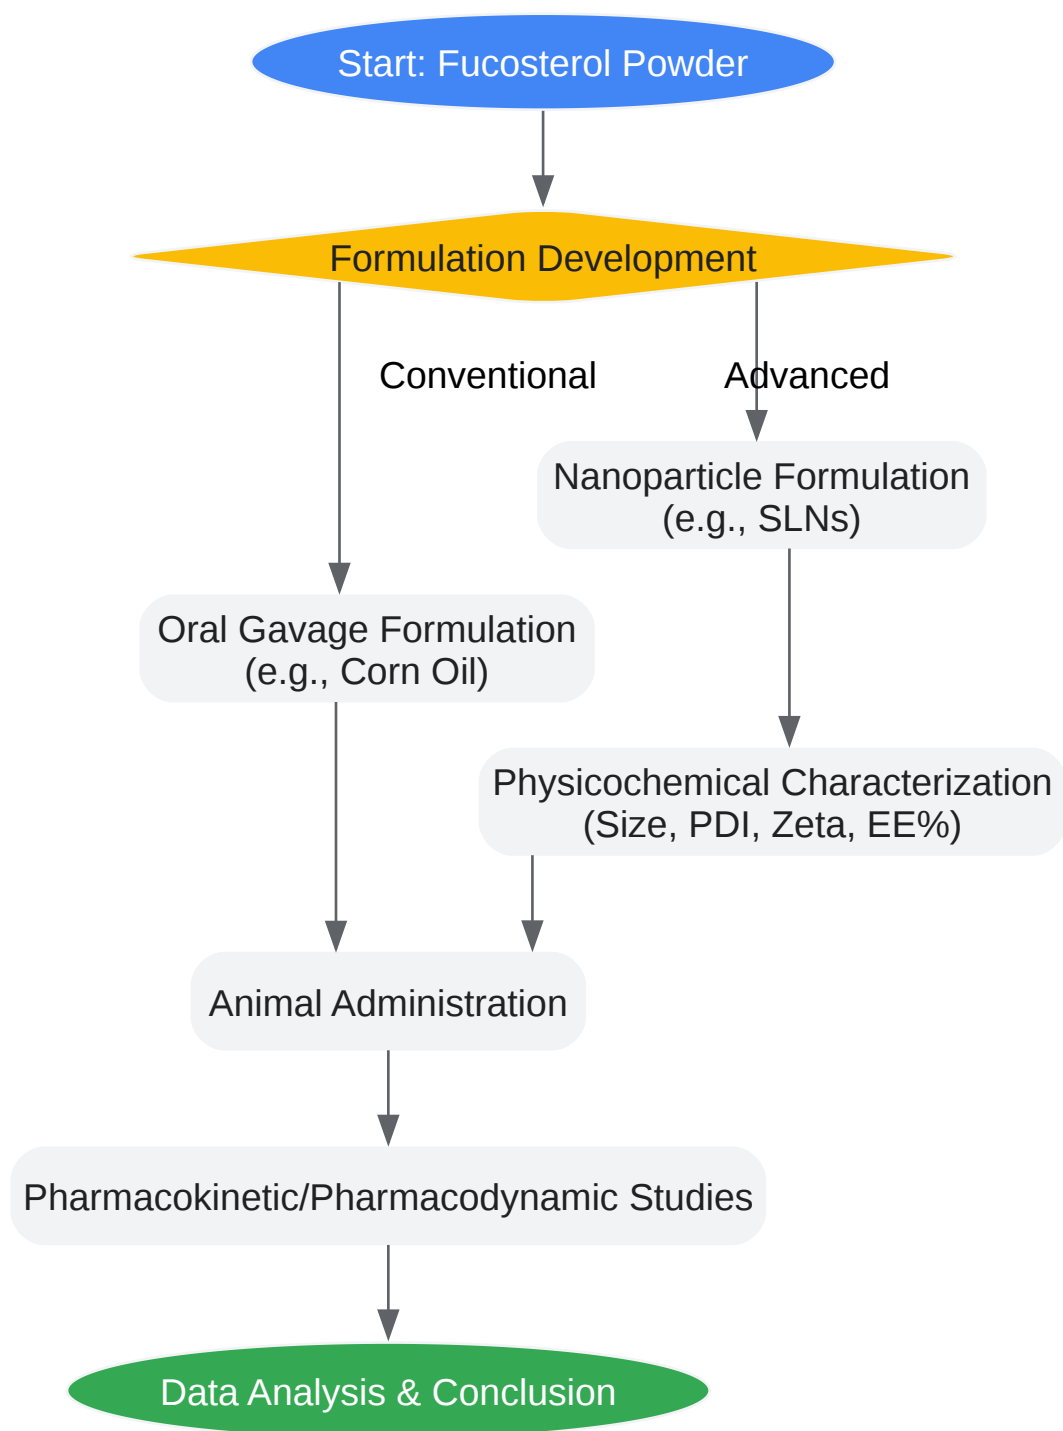 Start: Fucosterol Powder
Formulation Development
Conventional
Advanced
Nanoparticle Formulation
(e.g., SLNs)
Oral Gavage Formulation
(e.g., Corn Oil)
Physicochemical Characterization
(Size, PDI, Zeta, EE%)
Animal Administration
Pharmacokinetic/Pharmacodynamic Studies
Data Analysis & Conclusion